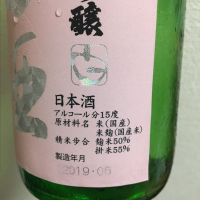 醸
日本酒
アルコール分15度
原材料名 米(国産)
米麹(国産米)
精米歩合 麹米50%
掛米55%
製造年月
2019.05